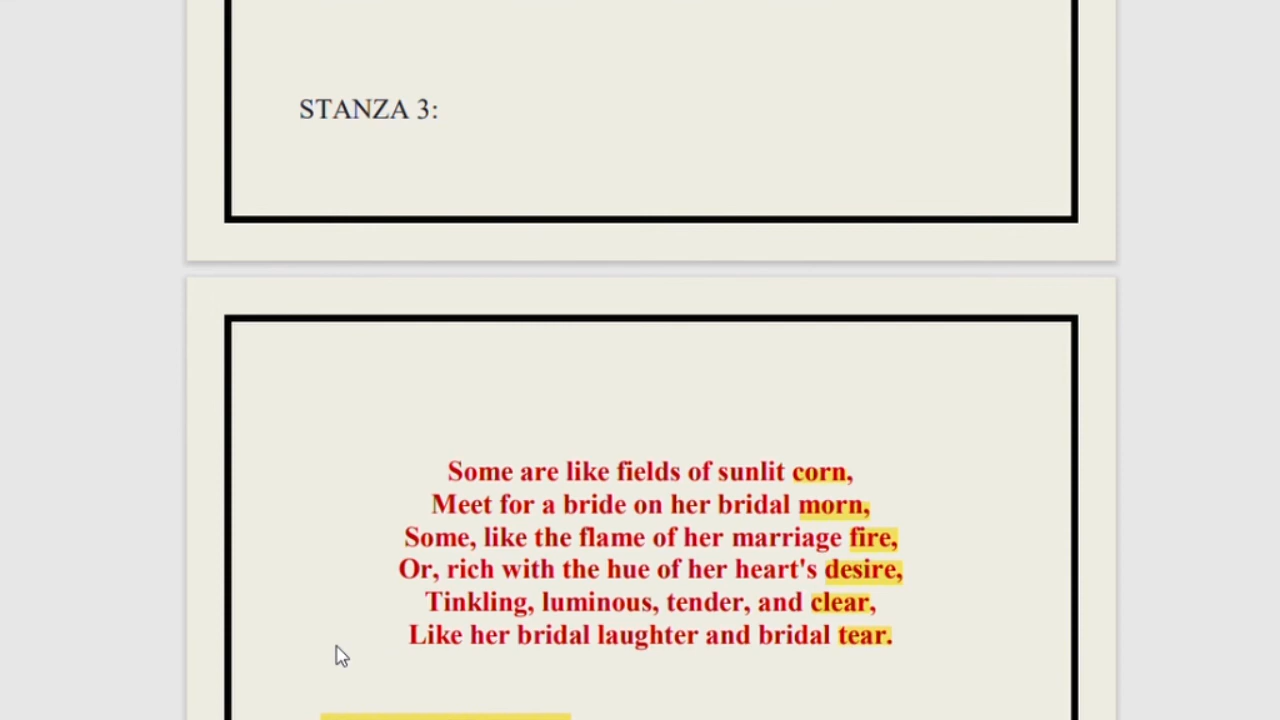 STANZA 3:
Some are like fields of sunlit corn,
Meet for a bride on her bridal morn,
Some, like the flame of her marriage fire,
Or, rich with the hue of her heart's desire,
Tinkling, luminous, tender, and clear,
Like her bridal laughter and bridal tear.